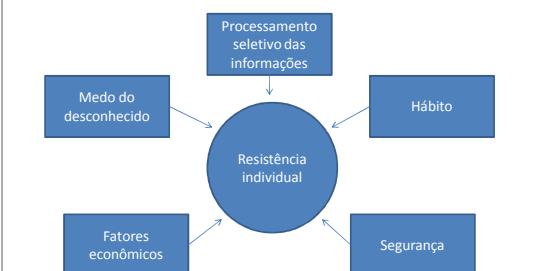 Processamento
seletivo das
informações
Medo do
desconhecido
Hábito
Resistência
individual
Fatores
econômicos
Segurança